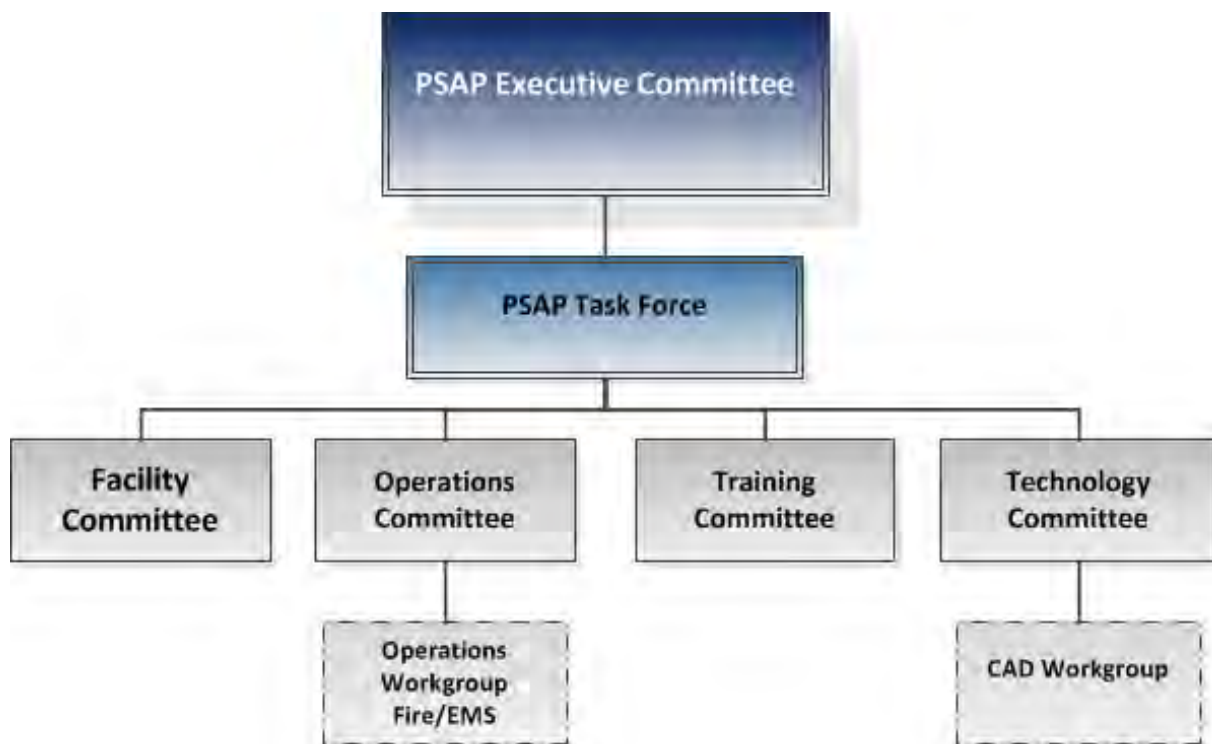 PSAP Executive Committee
PSAP Task Force
Facility
Committee
Operations
Committee
Training
Committee
Technology
Committee
Operations
Workgroup
Fire/EMS
CAD Workgroup